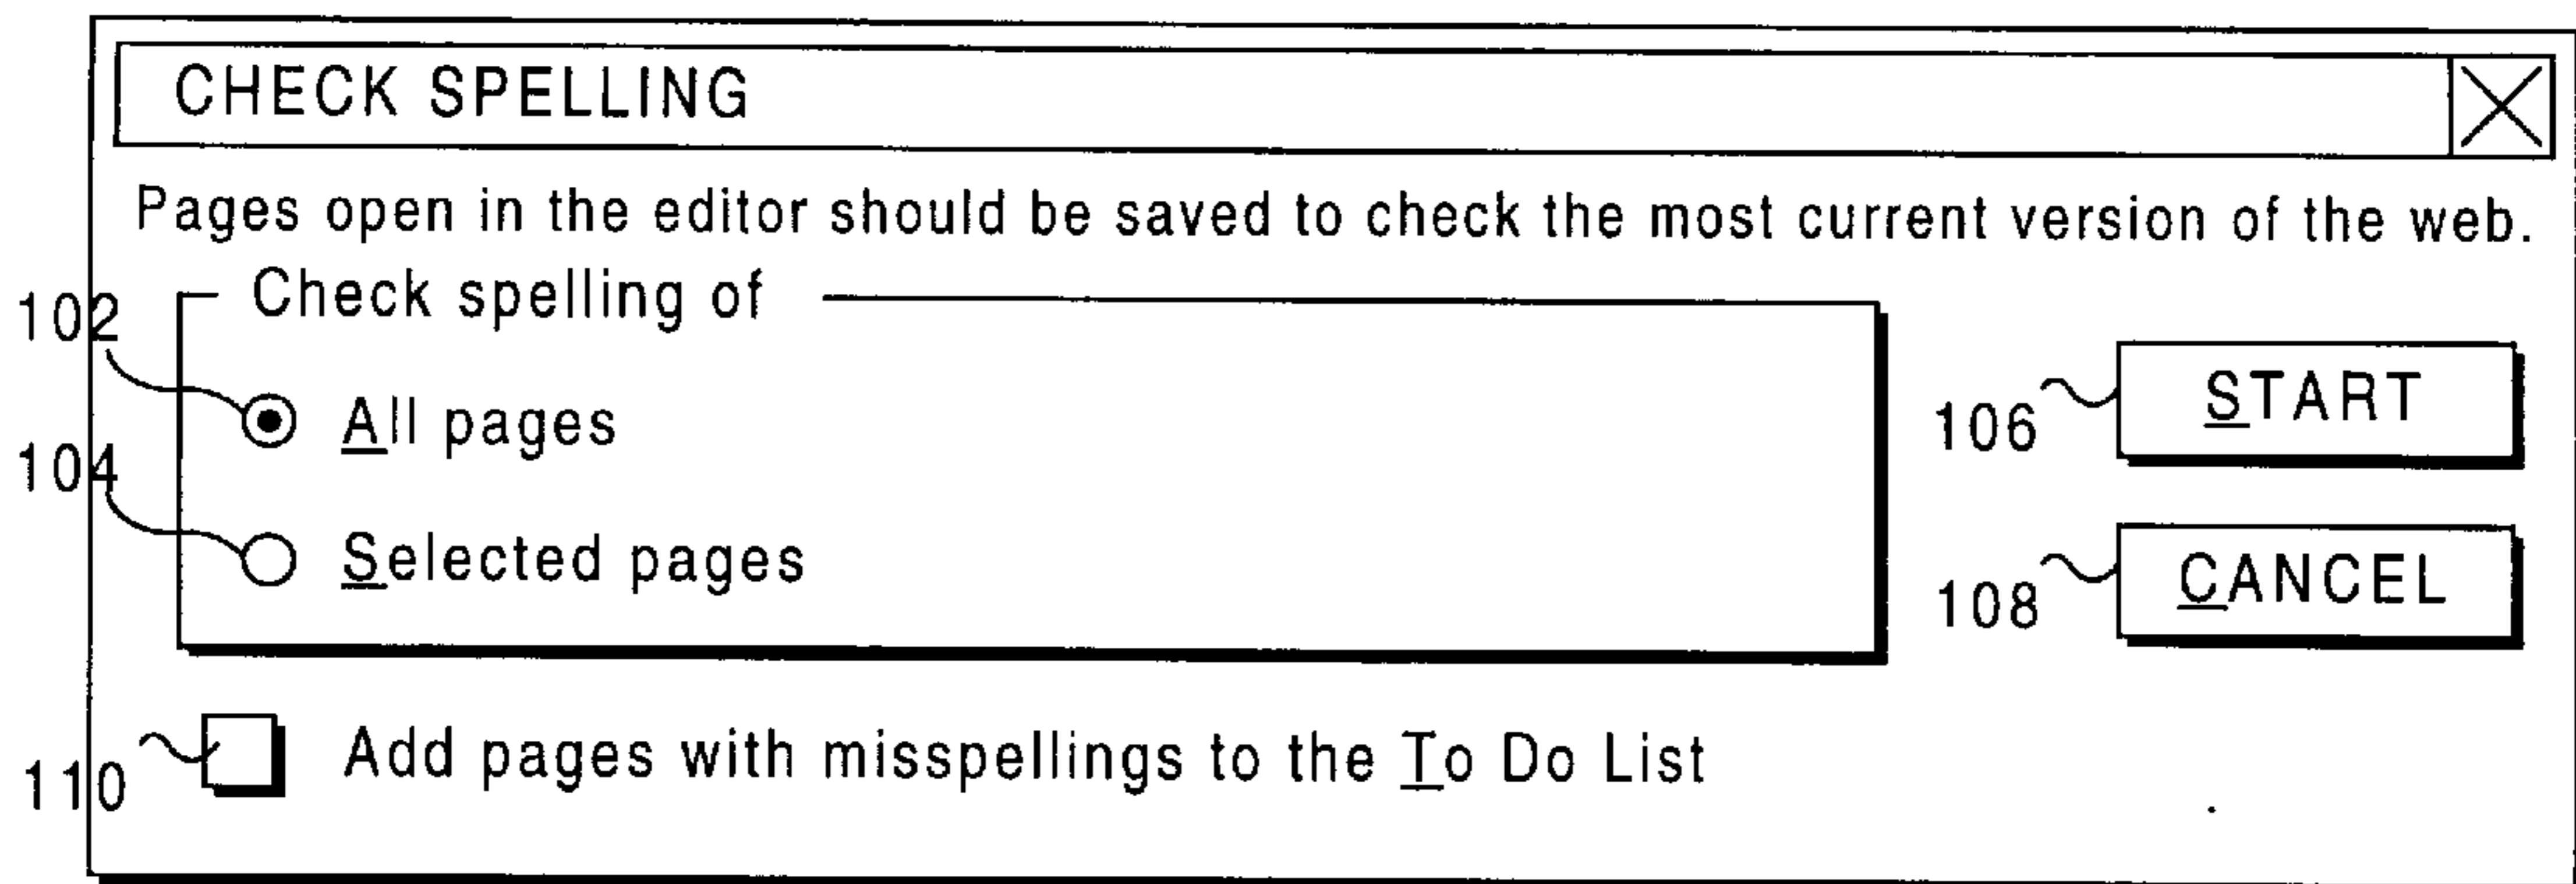 CHECK SPELLING
Pages open in the editor should be saved to check the most current version of the web.
Check spelling of
102
All pages
106 START
104
Selected pages
108 CANCEL
110 Add pages with misspellings to the To Do List